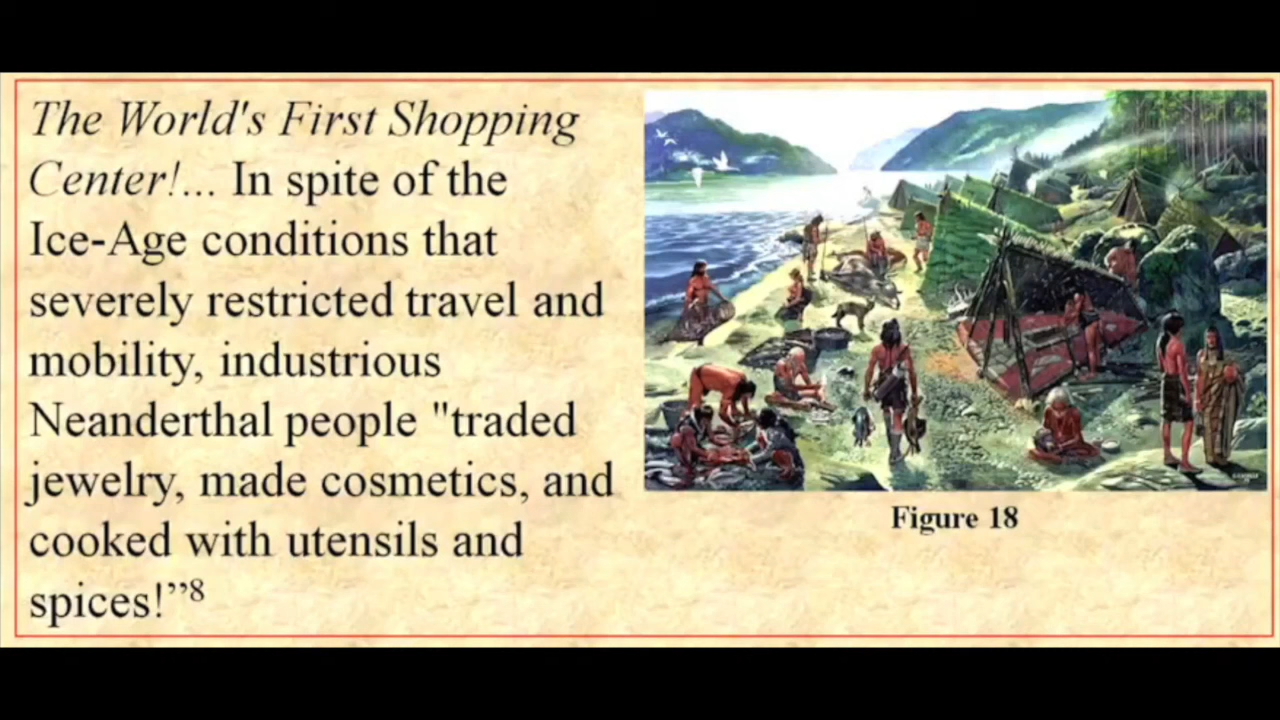 The World's First Shopping
Center!... In spite of the
Ice-Age conditions that
severely restricted travel and
mobility, industrious
Neanderthal people "traded
jewelry, made cosmetics, and
cooked with utensils and
spices!”8
Figure 18